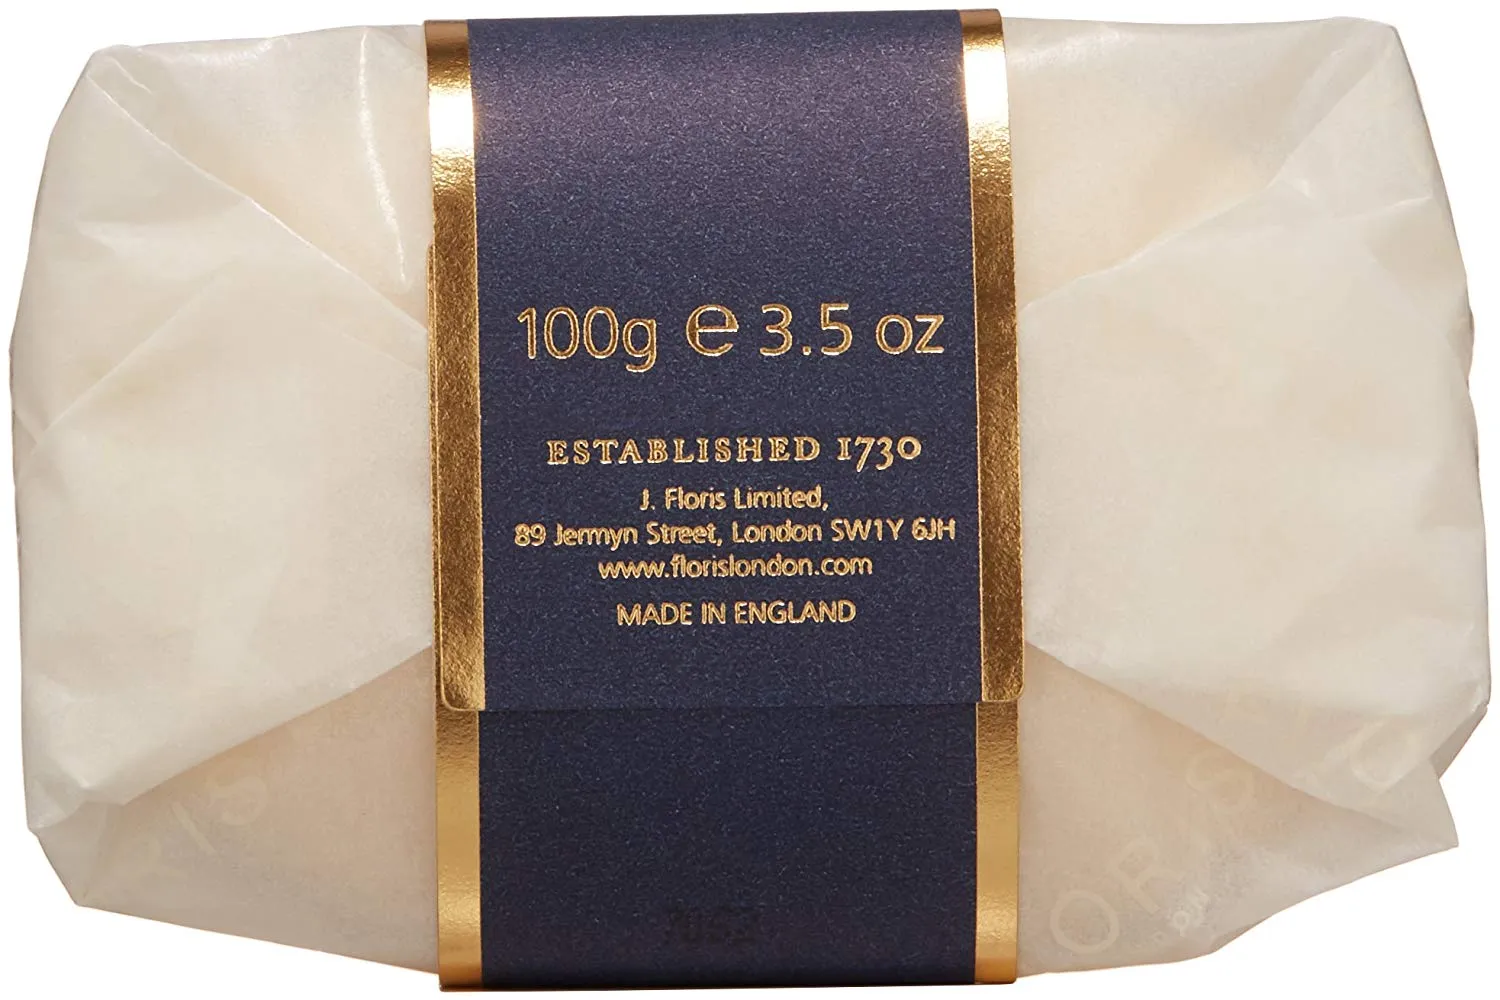 100g ℮ 3.5 oz
ESTABLISHED 1730
J. Floris Limited,
89 Jermyn Street, London SW1Y 6JH
www.florislondon.com
MADE IN ENGLAND